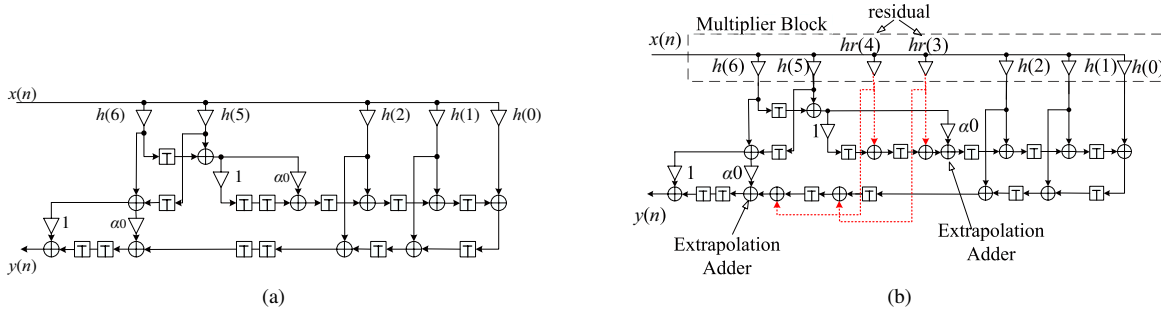 x(n)
h(6)
h(5)
h(2)
h(1)
h(0)
T
1
α0
T T
T
T
T
1
α0
T T
T T
T
T
y(n)
(a)
Multiplier Block
residual
x(n)
hr(4)
hr(3)
h(6)
h(5)
h(2)
h(1)
h(0)
T
1
α0
T
T
T
T
T
T
1
α0
T T
T
T
T
T
y(n)
Extrapolation
Adder
Extrapolation
Adder
(b)